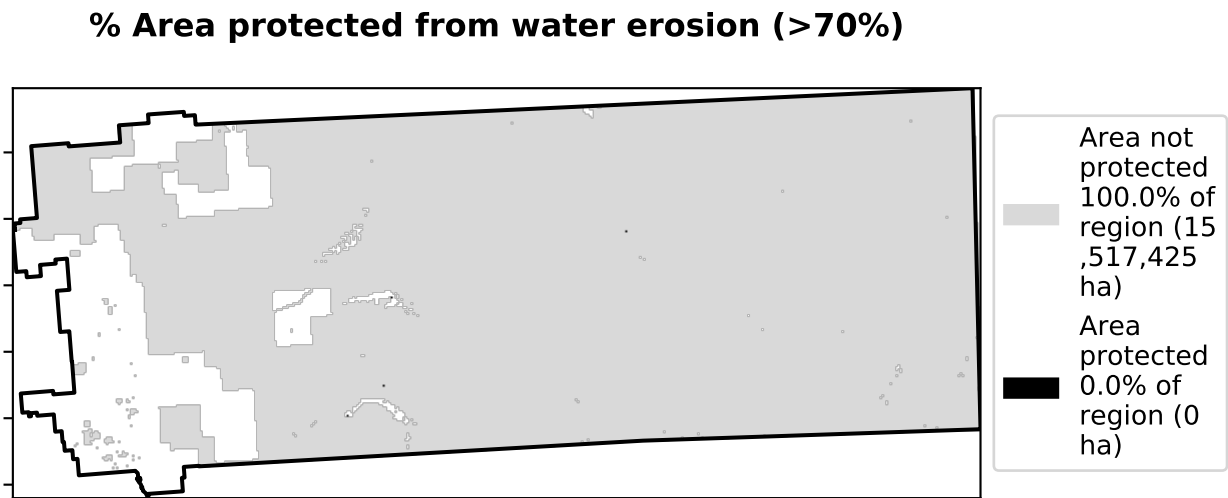 % Area protected from water erosion (>70%)
Area not
protected
100.0% of
region (15
,517,425
ha)
Area
protected
0.0% of
region (0
ha)